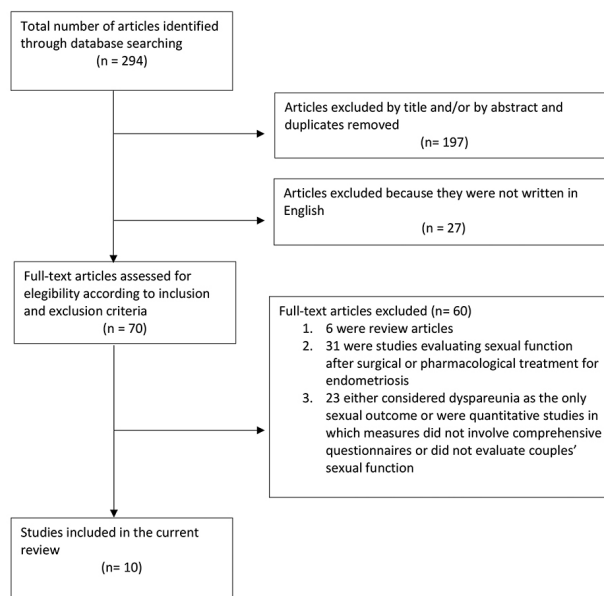 Total number of articles identified
through database searching
(n = 294)
Articles excluded by title and/or by abstract and
duplicates removed
(n= 197)
Articles excluded because they were not written in
English
(n = 27)
Full-text articles assessed for
elegibility according to inclusion
and exclusion criteria
(n = 70)
Full-text articles excluded (n= 60)
1. 6 were review articles
2. 31 were studies evaluating sexual function
after surgical or pharmacological treatment for
endometriosis
3. 23 either considered dyspareunia as the only
sexual outcome or were quantitative studies in
which measures did not involve comprehensive
questionnaires or did not evaluate couples’
sexual function
Studies included in the current
review
(n= 10)